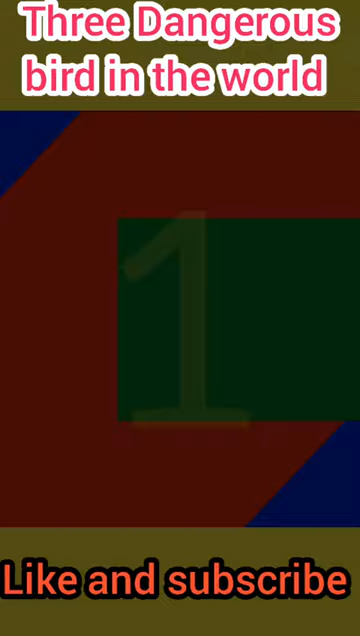 Three Dangerous
bird in the world
1
Like and subscribe